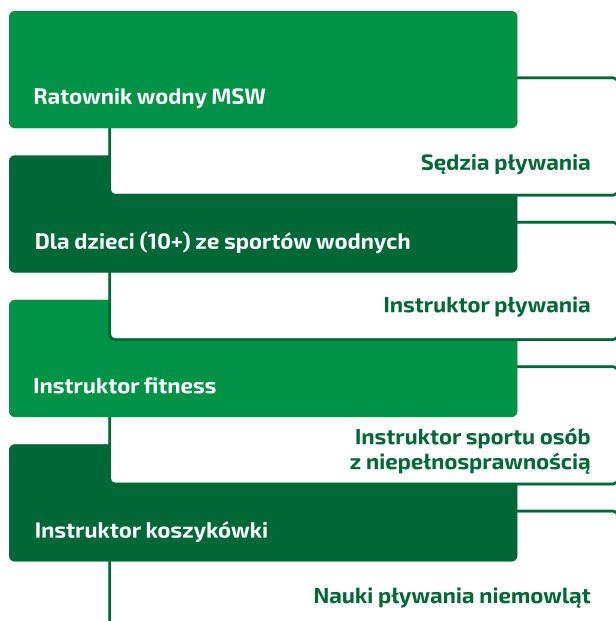 Ratownik wodny MSW
Sędzia pływania
Dla dzieci (10+) ze sportów wodnych
Instruktor pływania
Instruktor fitness
Instruktor sportu osób
z niepełnosprawnością
Instruktor koszykówki
Nauki pływania niemowląt